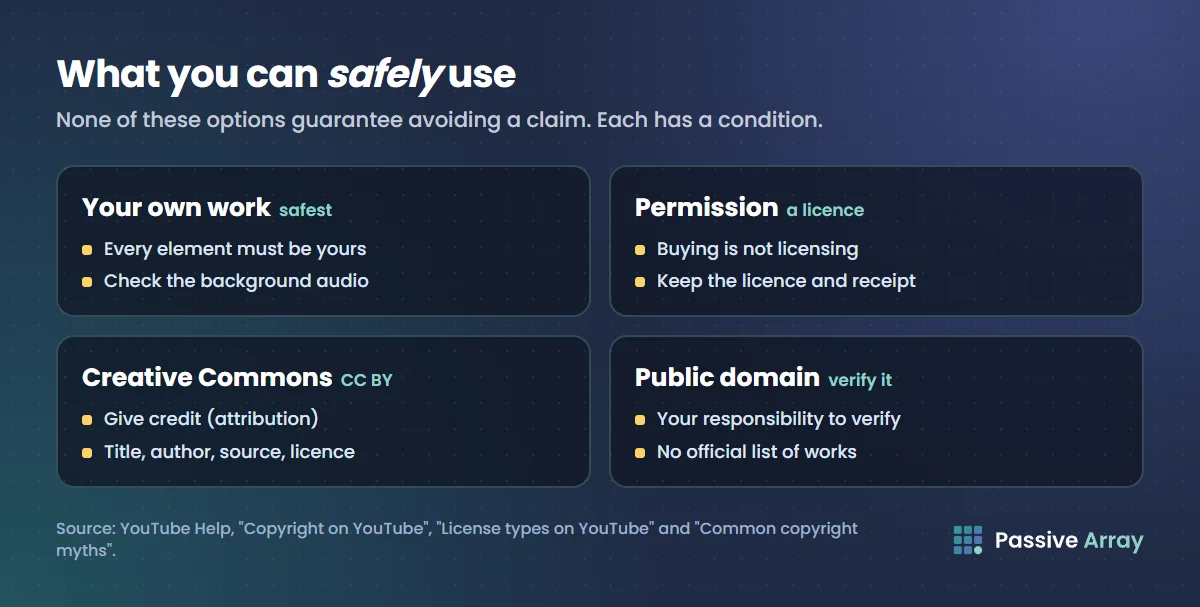 What you can safely use
None of these options guarantee avoiding a claim. Each has a condition.
Your own work safest
Every element must be yours
Check the background audio
Permission a licence
Buying is not licensing
Keep the licence and receipt
Creative Commons CC BY
Give credit (attribution)
Title, author, source, licence
Public domain verify it
Your responsibility to verify
No official list of works
Source: YouTube Help, "Copyright on YouTube", "License types on YouTube" and "Common copyright
myths".
Passive Array